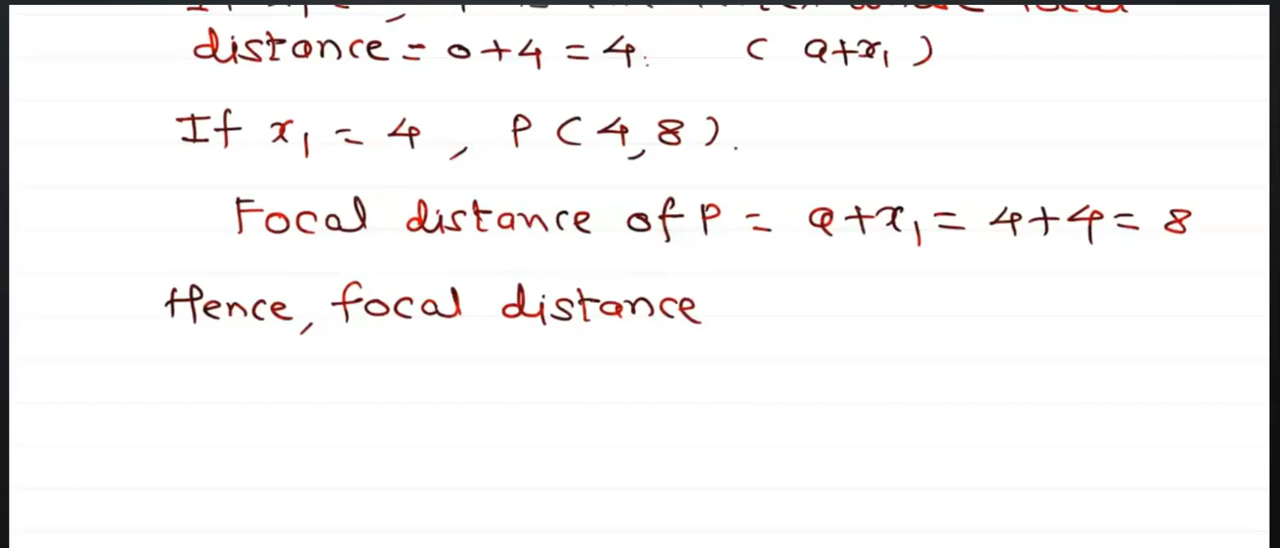 distance = 0+4 = 4. ( a+x₁ )
If x₁ = 4 , P ( 4,8 ).
Focal distance of P = a+x₁ = 4+4 = 8
Hence, focal distance